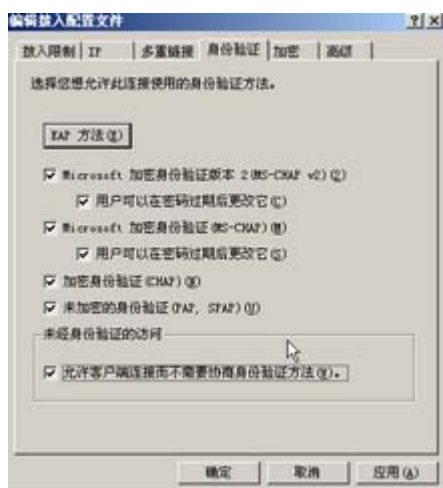 编辑拨入配置文件
拨入限制 IP 多重链接 身份验证 加密 高级
选择您想允许此连接使用的身份验证方法。
EAP 方法(E)
Microsoft 加密身份验证版本 2(MS-CHAP v2)(2)
用户可以在密码过期后更改它(C)
Microsoft 加密身份验证(MS-CHAP)(M)
用户可以在密码过期后更改它(G)
加密身份验证(CHAP)(X)
未加密的身份验证(PAP, SPAP)(U)
未经身份验证的访问
允许客户端连接而不需要协商身份验证方法(Y)。
确定 取消 应用(A)